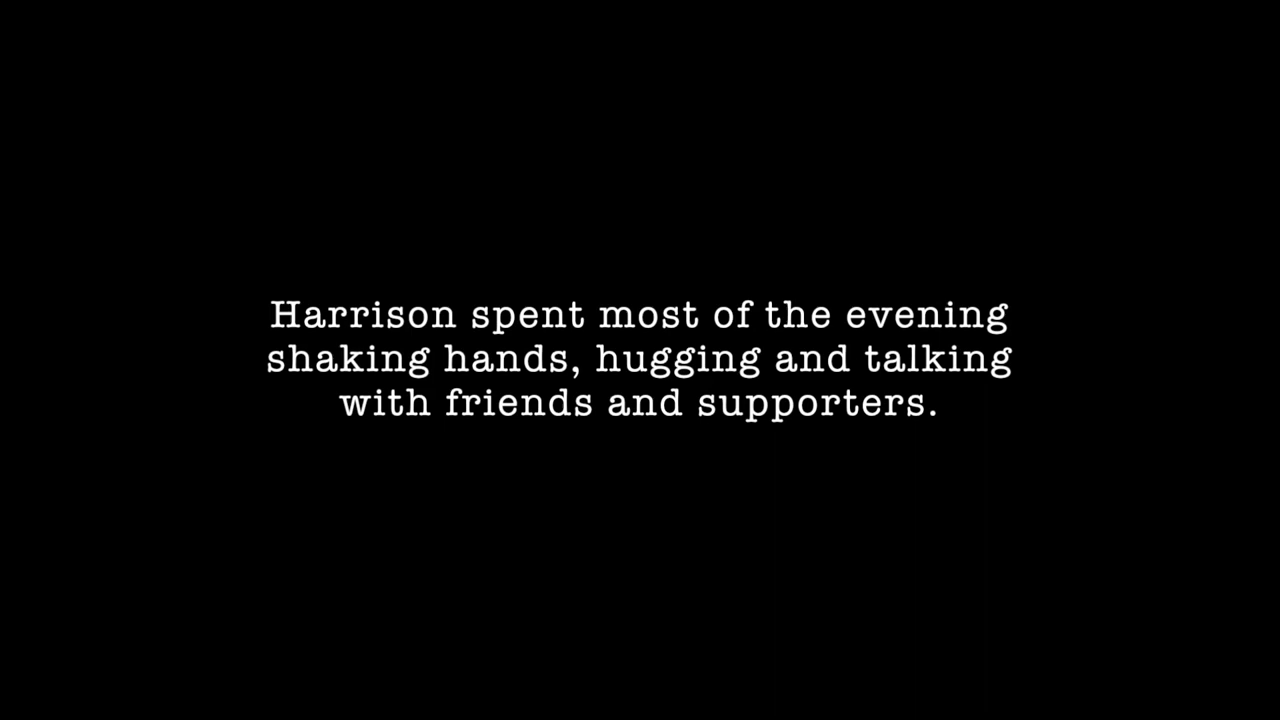 Harrison spent most of the evening
shaking hands, hugging and talking
with friends and supporters.